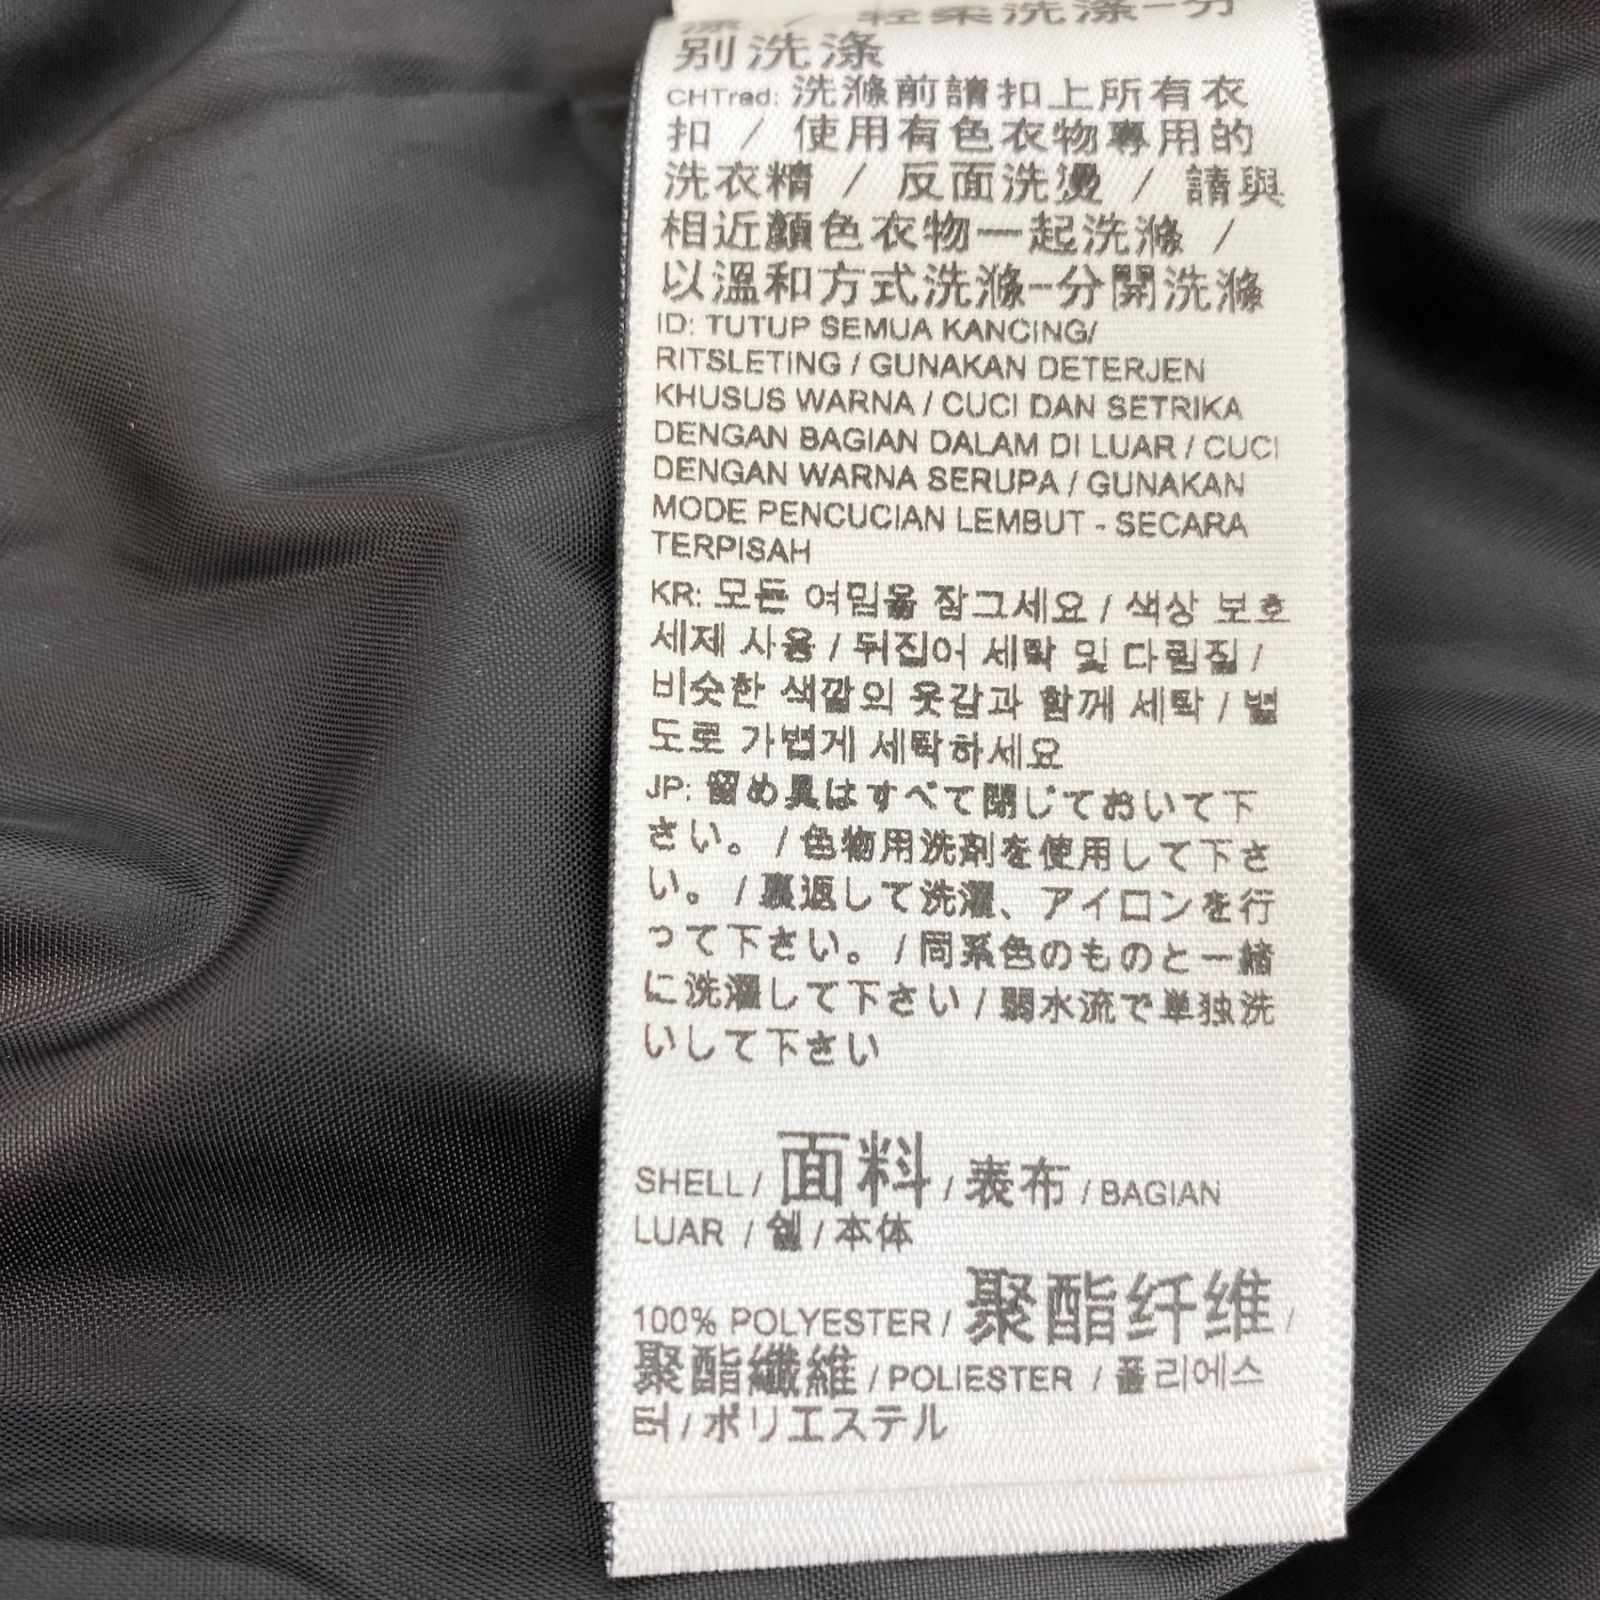 轻柔洗涤–分
别洗涤
CHTrad: 洗滌前請扣上所有衣
扣 / 使用有色衣物專用的
洗衣精 / 反面洗燙 / 請與
相近顏色衣物一起洗滌 /
以溫和方式洗滌–分開洗滌
ID: TUTUP SEMUA KANCING/
RITSLETING / GUNAKAN DETERJEN
KHUSUS WARNA / CUCI DAN SETRIKA
DENGAN BAGIAN DALAM DI LUAR / CUCI
DENGAN WARNA SERUPA / GUNAKAN
MODE PENCUCIAN LEMBUT - SECARA
TERPISAH
KR: 모든 여밈을 잠그세요 / 색상 보호
세제 사용 / 뒤집어 세탁 및 다림질 /
비슷한 색깔의 옷감과 함께 세탁 / 별
도로 가볍게 세탁하세요
JP: 留め具はすべて閉じておいて下
さい。 / 色物用洗剤を使用して下さ
い。 / 裏返して洗濯、アイロンを行
って下さい。 / 同系色のものと一緒
に洗濯して下さい / 弱水流で単独洗
いして下さい
SHELL / 面料 / 表布 / BAGIAN
LUAR / 쉘 / 本体
100% POLYESTER / 聚酯纤维 /
聚酯纖維 / POLIESTER / 폴리에스
터 / ポリエステル